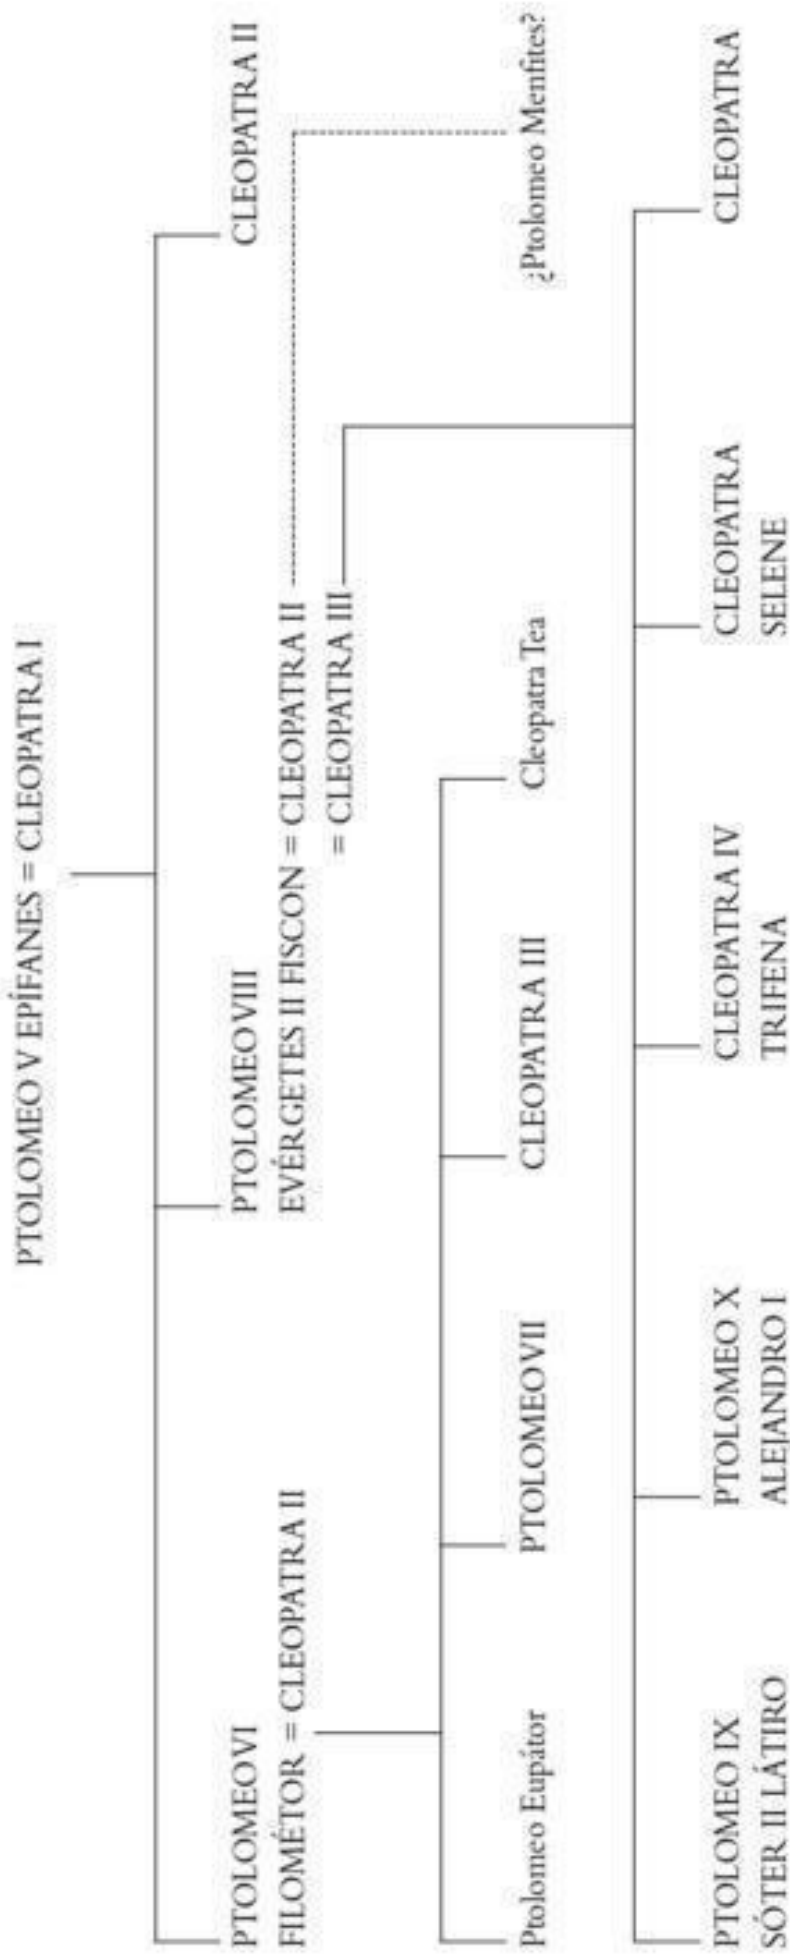 PTOLOMEO V EPÍFANES = CLEOPATRA I
PTOLOMEO VI
FILOMÉTOR = CLEOPATRA II
PTOLOMEO VIII
EVÉRGETES II FISCON = CLEOPATRA II
= CLEOPATRA III
CLEOPATRA II
Ptolomeo Eupátor
PTOLOMEO VII
CLEOPATRA III
Cleopatra Tea
¿Ptolomeo Menfites?
PTOLOMEO IX
SÓTER II LÁTIRO
PTOLOMEO X
ALEJANDRO I
CLEOPATRA IV
TRIFENA
CLEOPATRA
SELENE
CLEOPATRA